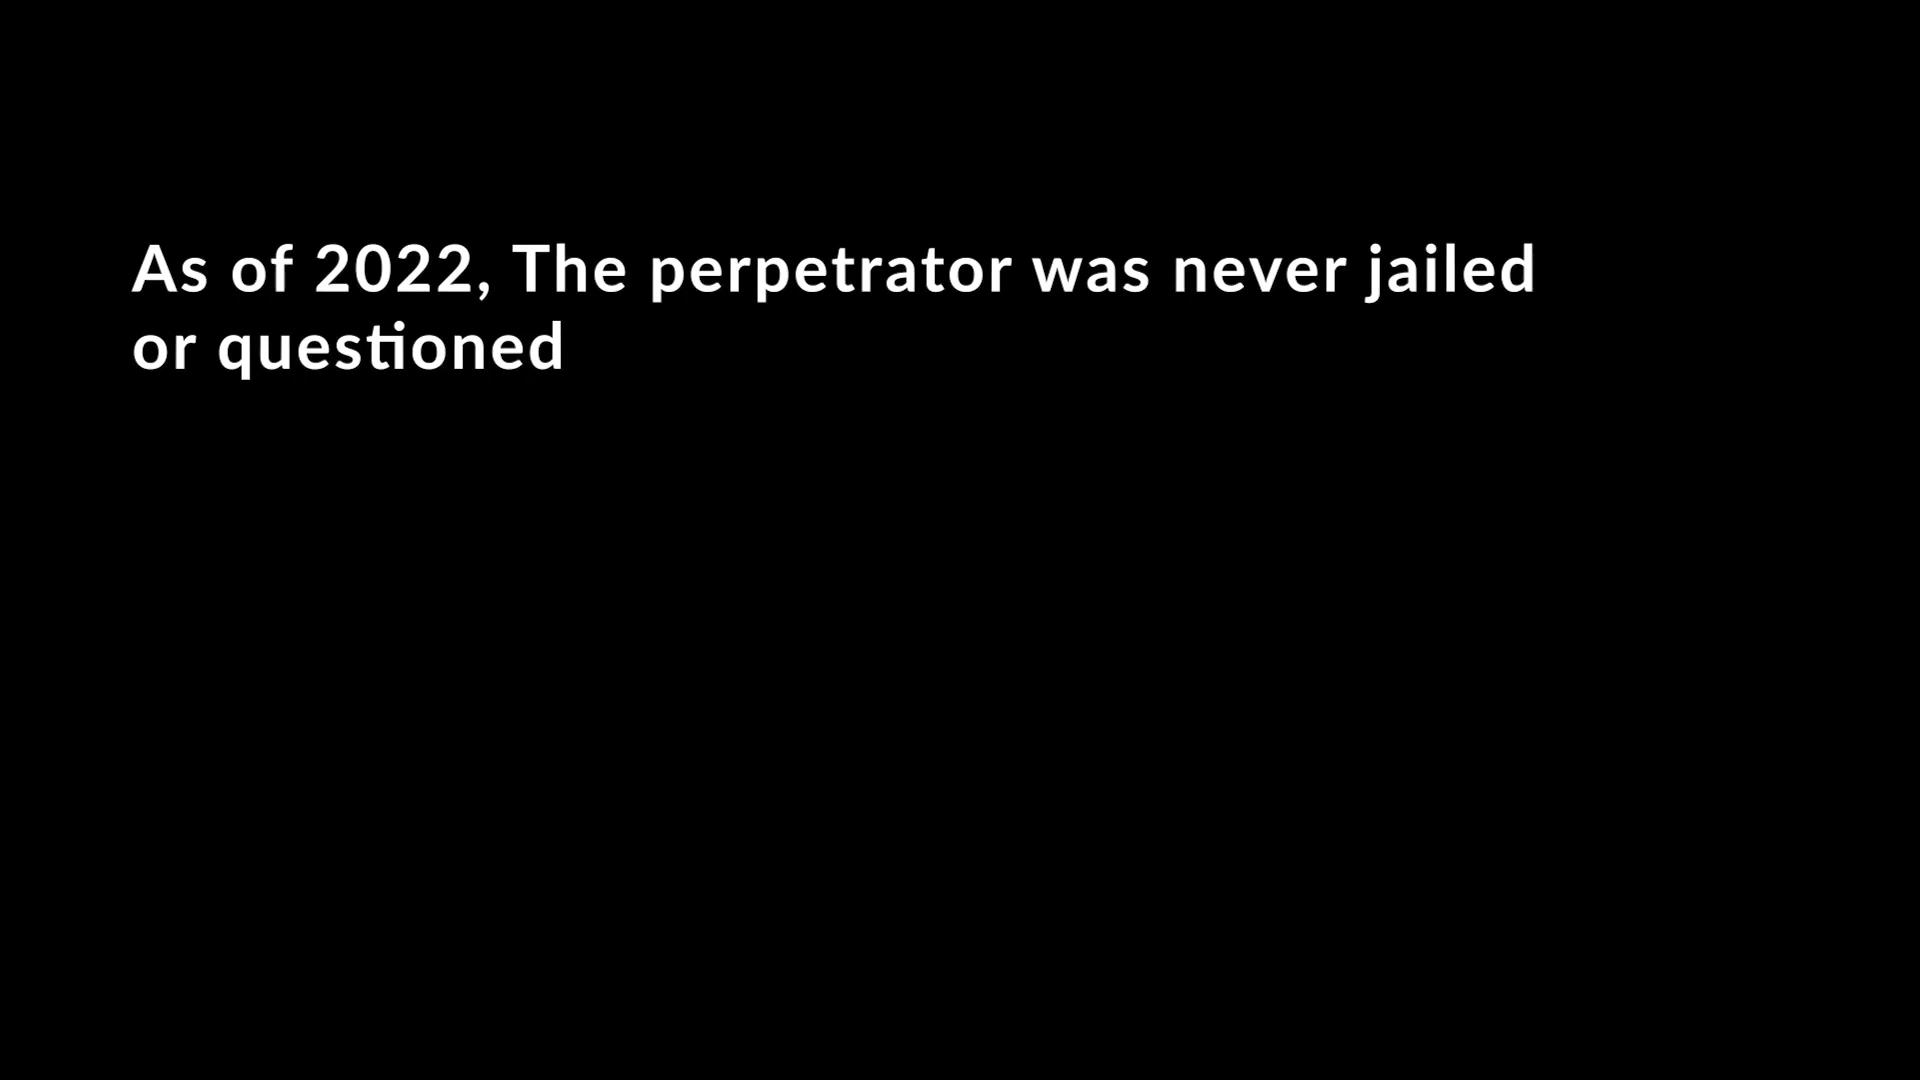 As of 2022, The perpetrator was never jailed
or questioned